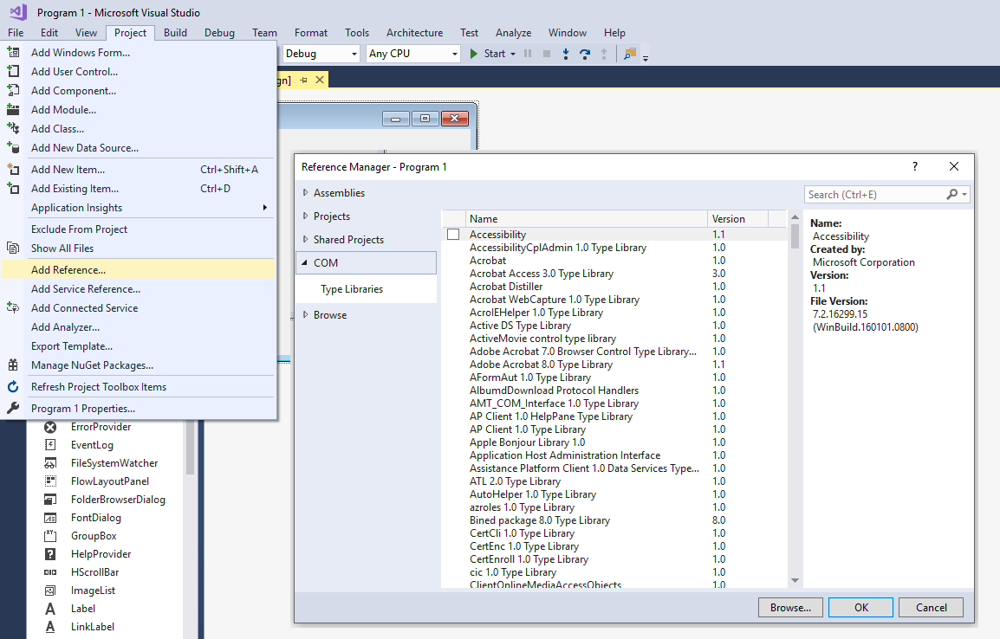 Program 1 - Microsoft Visual Studio
File Edit View Project Build Debug Team Format Tools Architecture Test Analyze Window Help
Debug Any CPU Start
gn]
Add Windows Form...
Add User Control...
Add Component...
Add Module...
Add Class...
Add New Data Source...
Add New Item... Ctrl+Shift+A
Add Existing Item... Ctrl+D
Application Insights
Exclude From Project
Show All Files
Add Reference...
Add Service Reference...
Add Connected Service
Add Analyzer...
Export Template...
Manage NuGet Packages...
Refresh Project Toolbox Items
Program 1 Properties...
ErrorProvider
EventLog
FileSystemWatcher
FlowLayoutPanel
FolderBrowserDialog
FontDialog
GroupBox
HelpProvider
HScrollBar
ImageList
A Label
A LinkLabel
Reference Manager - Program 1 ?
Assemblies
Projects
Shared Projects
COM
Type Libraries
Browse
Search (Ctrl+E)
Name Version
Accessibility 1.1
AccessibilityCplAdmin 1.0 Type Library 1.0
Acrobat 1.0
Acrobat Access 3.0 Type Library 3.0
Acrobat Distiller 1.0
Acrobat WebCapture 1.0 Type Library 1.0
AcroIEHelper 1.0 Type Library 1.0
Active DS Type Library 1.0
ActiveMovie control type library 1.0
Adobe Acrobat 7.0 Browser Control Type Library... 1.0
Adobe Acrobat 8.0 Type Library 1.1
AFormAut 1.0 Type Library 1.0
AlbumdDownload Protocol Handlers 1.0
AMT_COM_Interface 1.0 Type Library 1.0
AP Client 1.0 HelpPane Type Library 1.0
AP Client 1.0 Type Library 1.0
Apple Bonjour Library 1.0 1.0
Application Host Administration Interface 1.0
Assistance Platform Client 1.0 Data Services Type... 1.0
ATL 2.0 Type Library 1.0
AutoHelper 1.0 Type Library 1.0
azroles 1.0 Type Library 1.0
Bined package 8.0 Type Library 8.0
CertCli 1.0 Type Library 1.0
CertEnc 1.0 Type Library 1.0
CertEnroll 1.0 Type Library 1.0
cic 1.0 Type Library 1.0
ClientOnlineMediaAccessObjects 1.0
Name:
Accessibility
Created by:
Microsoft Corporation
Version:
1.1
File Version:
7.2.16299.15
(WinBuild.160101.0800)
Browse... OK Cancel